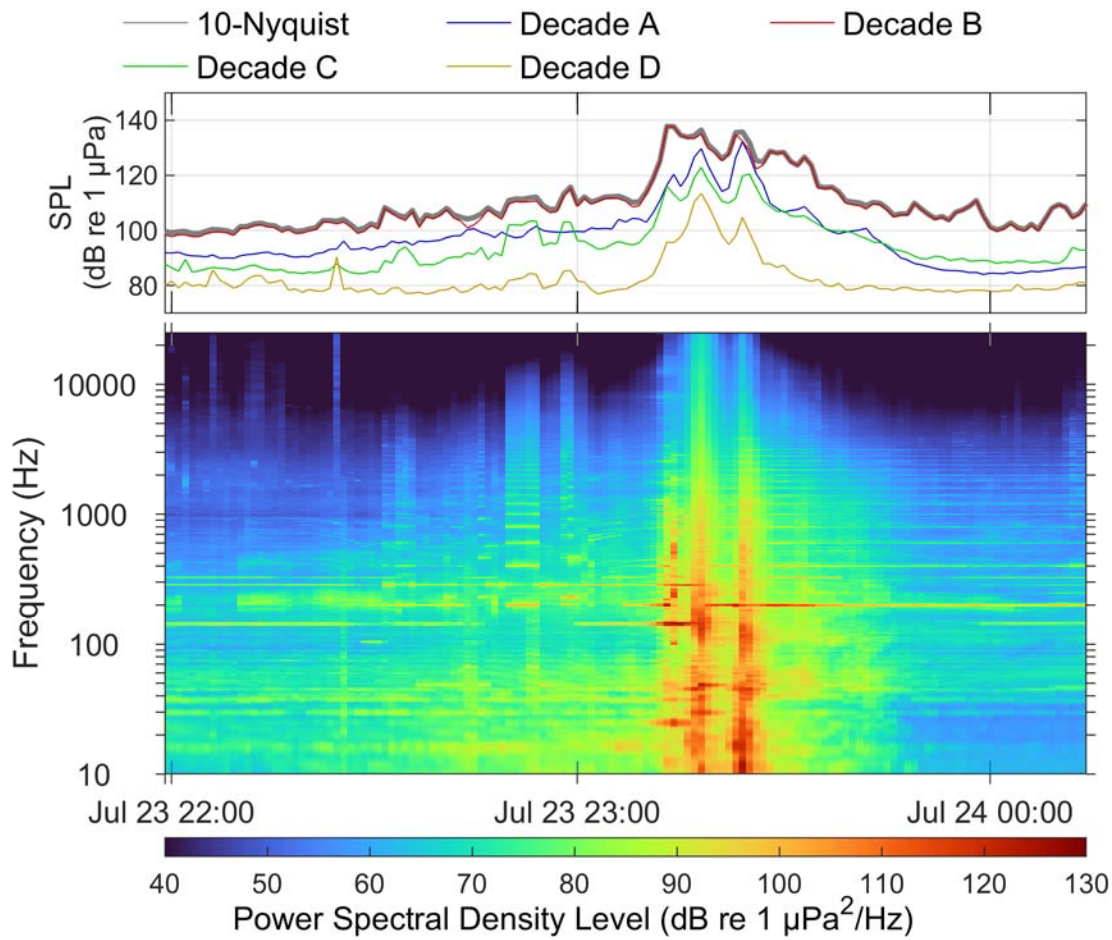 10-Nyquist Decade A Decade B
Decade C Decade D
SPL
(dB re 1 µPa)
140
120
100
80
Frequency (Hz)
10000
1000
100
10
Jul 23 22:00 Jul 23 23:00 Jul 24 00:00
40 50 60 70 80 90 100 110 120 130
Power Spectral Density Level (dB re 1 µPa²/Hz)